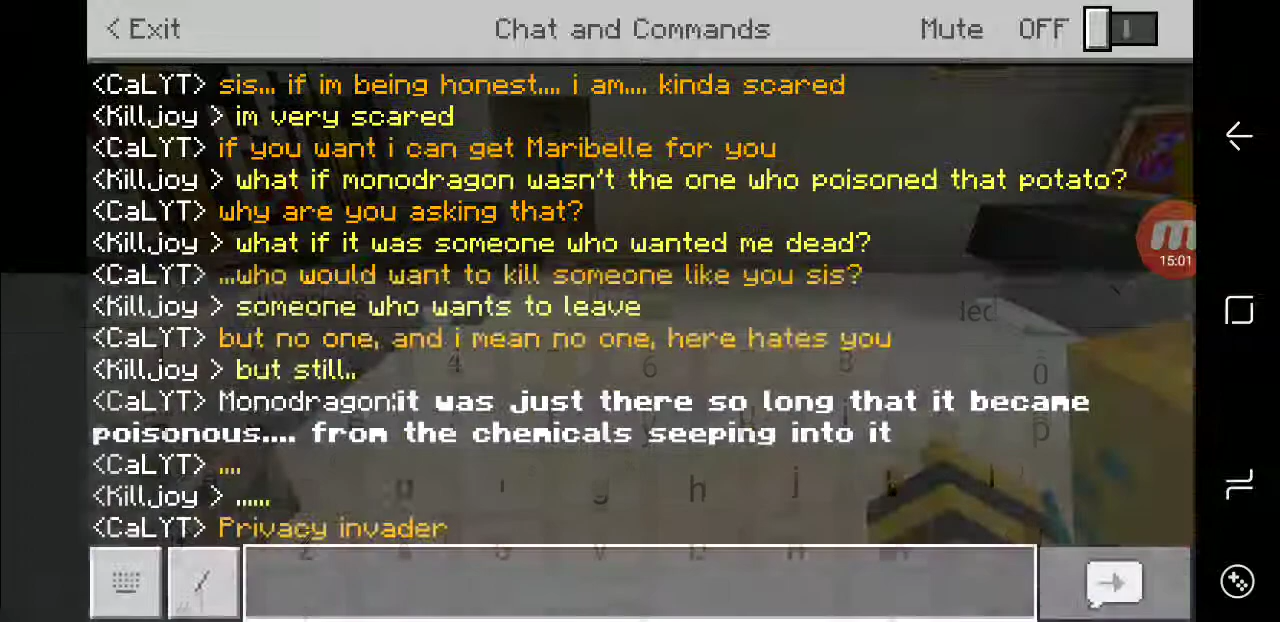 < Exit
Chat and Commands
Mute OFF
<CaLYT> sis... if im being honest.... i am.... kinda scared
<Killjoy > im very scared
<CaLYT> if you want i can get Maribelle for you
<Killjoy > what if monodragon wasn't the one who poisoned that potato?
<CaLYT> why are you asking that?
<Killjoy > what if it was someone who wanted me dead?
<CaLYT> ...who would want to kill someone like you sis?
<Killjoy > someone who wants to leave
<CaLYT> but no one, and i mean no one, here hates you
<Killjoy > but still..
<CaLYT> Monodragon:it was just there so long that it became
poisonous.... from the chemicals seeping into it
<CaLYT> ....
<Killjoy > ......
<CaLYT> Privacy invader
15:01